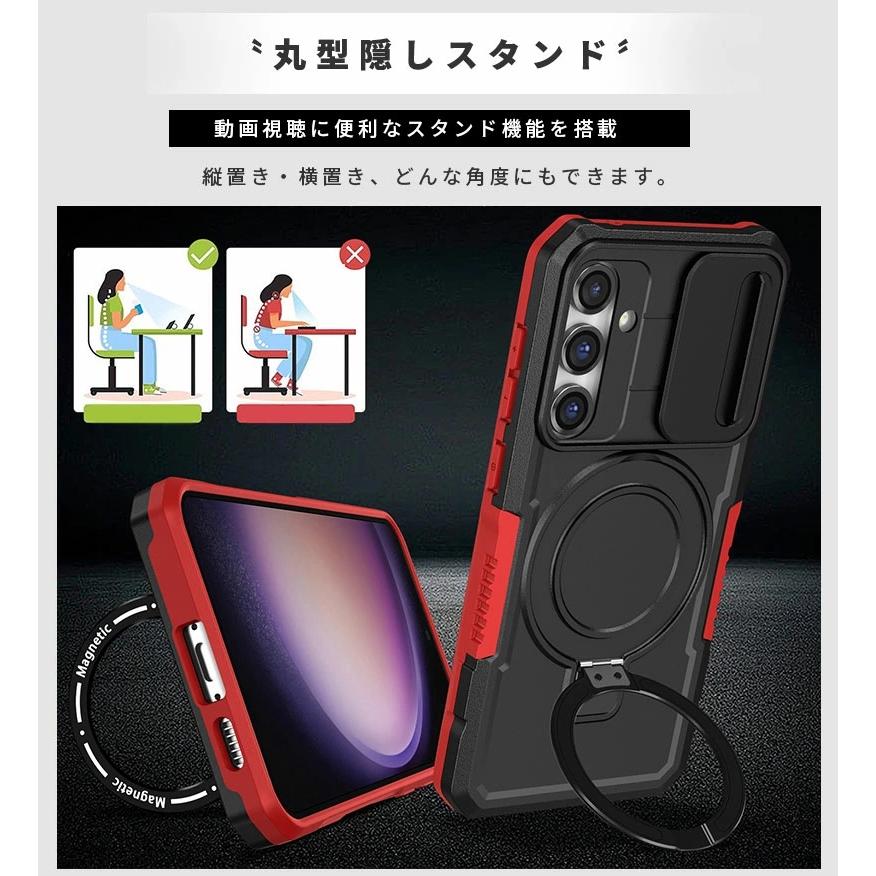 〝丸型隠しスタンド〞
動画視聴に便利なスタンド機能を搭載
縦置き・横置き、どんな角度にもできます。
Magnetic
Magnetic